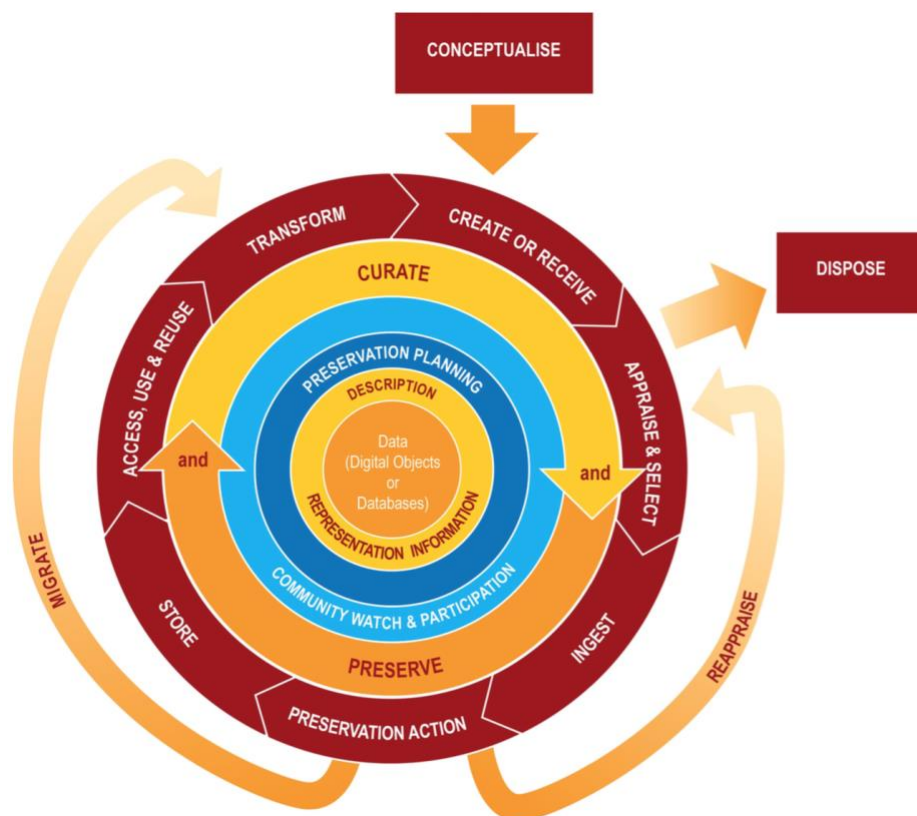 CONCEPTUALISE
CREATE OR RECEIVE
DISPOSE
APPRAISE & SELECT
REAPPRAISE
INGEST
PRESERVATION ACTION
MIGRATE
STORE
ACCESS, USE & REUSE
TRANSFORM
CURATE
and
PRESERVE
and
COMMUNITY WATCH & PARTICIPATION
PRESERVATION PLANNING
DESCRIPTION
REPRESENTATION INFORMATION
Data
(Digital Objects
or
Databases)